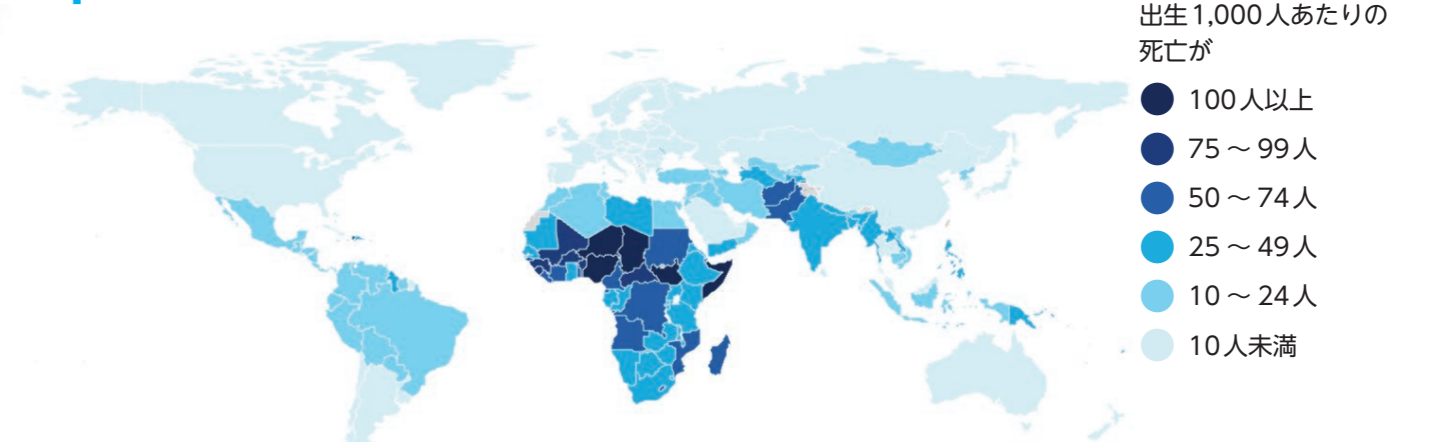 出生1,000人あたりの
死亡が
100人以上
75～99人
50～74人
25～49人
10～24人
10人未満